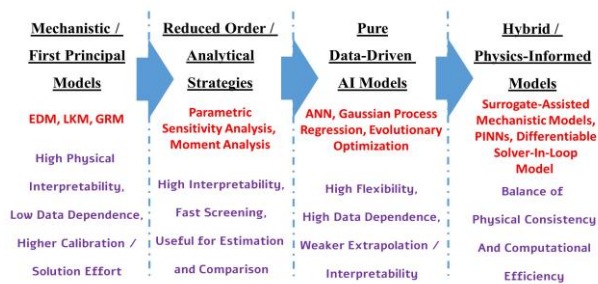 Mechanistic /
First Principal
Models
EDM, LKM, GRM
High Physical
Interpretability,
Low Data Dependence,
Higher Calibration /
Solution Effort
Reduced Order /
Analytical
Strategies
Parametric
Sensitivity Analysis,
Moment Analysis
High Interpretability,
Fast Screening,
Useful for Estimation
and Comparison
Pure
Data-Driven
AI Models
ANN, Gaussian Process
Regression, Evolutionary
Optimization
High Flexibility,
High Data Dependence,
Weaker Extrapolation /
Interpretability
Hybrid /
Physics-Informed
Models
Surrogate-Assisted
Mechanistic Models,
PINNs, Differentiable
Solver-In-Loop
Model
Balance of
Physical Consistency
And Computational
Efficiency